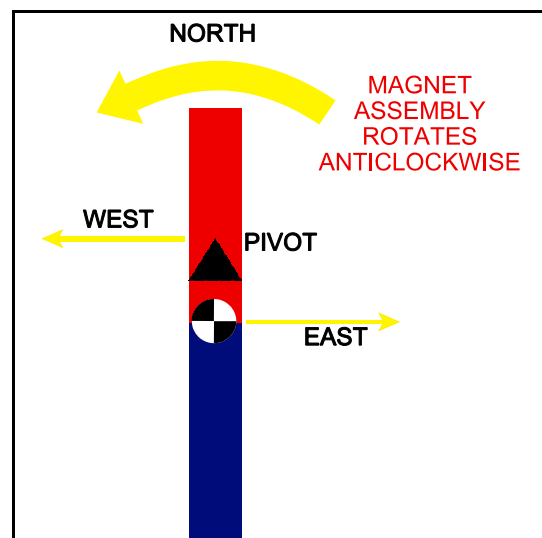 NORTH
MAGNET
ASSEMBLY
ROTATES
ANTICLOCKWISE
WEST
PIVOT
EAST